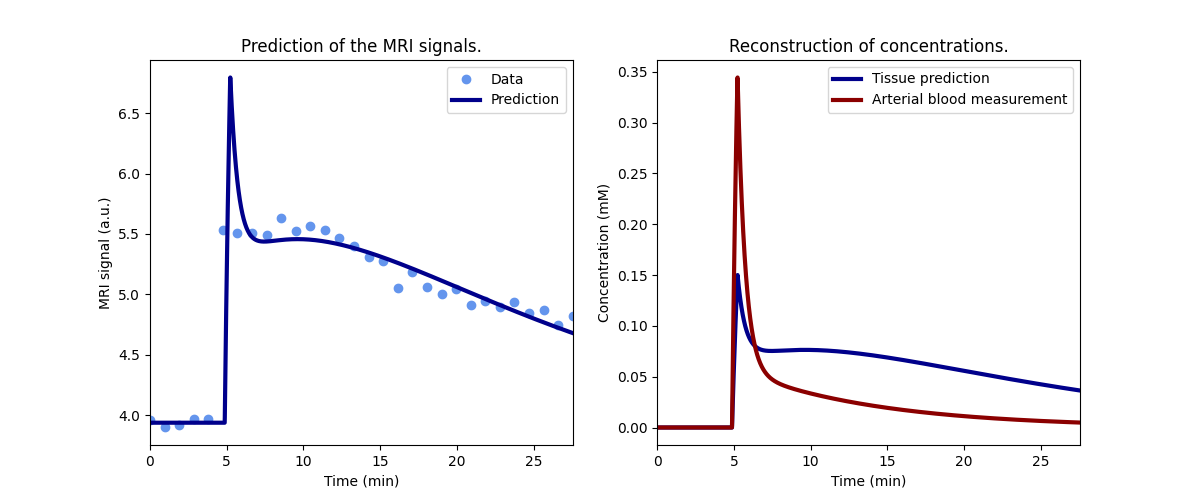 Prediction of the MRI signals.
Data
Prediction
6.5
6.0
5.5
5.0
4.5
4.0
MRI signal (a.u.)
0 5 10 15 20 25
Time (min)
Reconstruction of concentrations.
Tissue prediction
Arterial blood measurement
0.35
0.30
0.25
0.20
0.15
0.10
0.05
0.00
Concentration (mM)
0 5 10 15 20 25
Time (min)